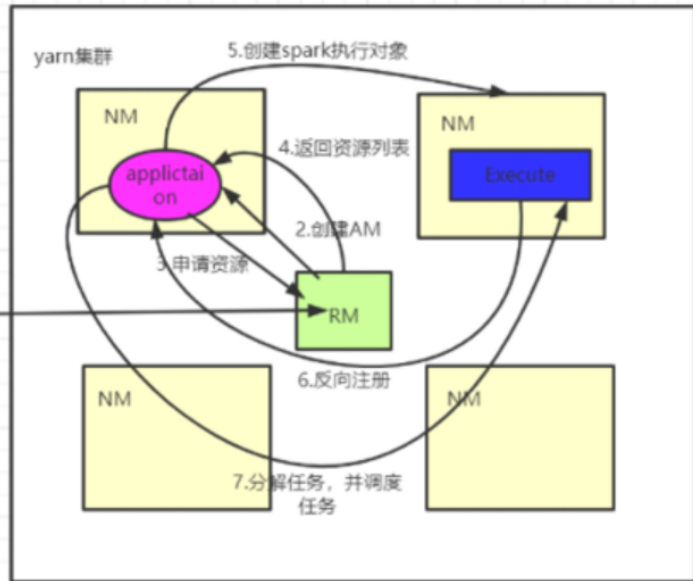 5.创建spark执行对象
yarn集群
NM
NM
4.返回资源列表
applictai
on
Execute
2.创建AM
3.申请资源
RM
6.反向注册
NM
NM
7.分解任务，并调度
任务